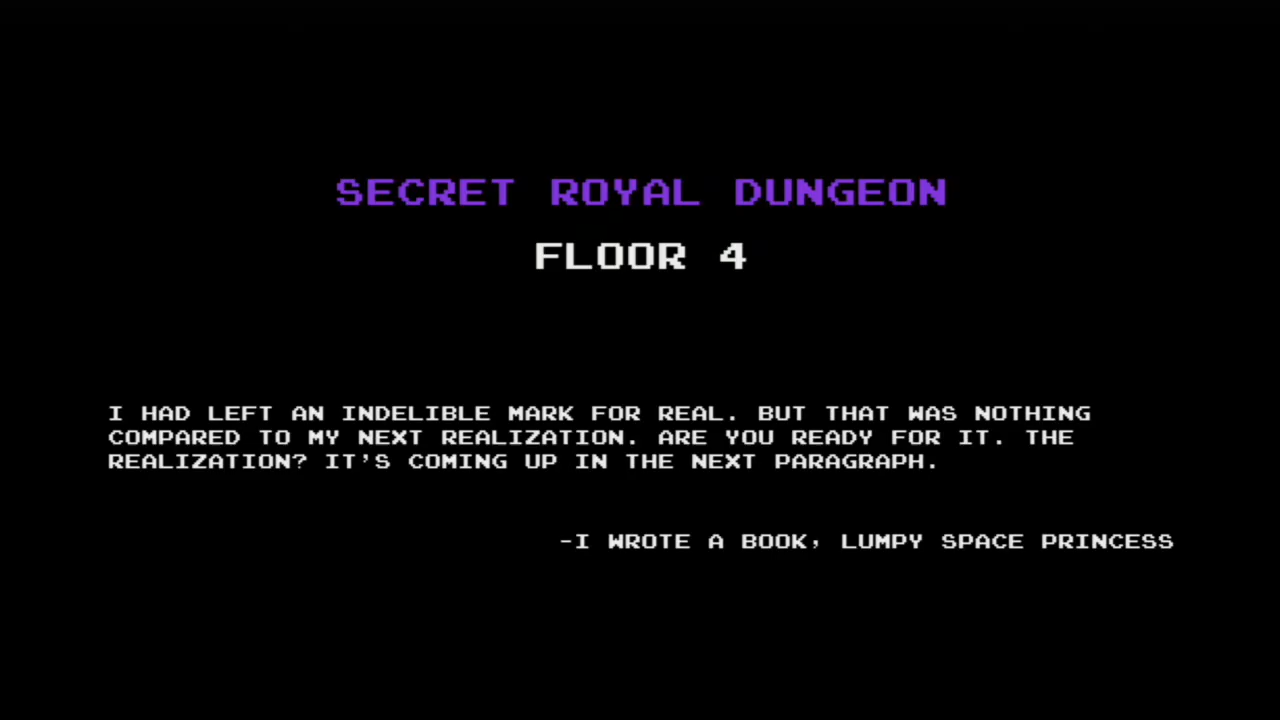 SECRET ROYAL DUNGEON
FLOOR 4
I HAD LEFT AN INDELIBLE MARK FOR REAL. BUT THAT WAS NOTHING
COMPARED TO MY NEXT REALIZATION. ARE YOU READY FOR IT. THE
REALIZATION? IT'S COMING UP IN THE NEXT PARAGRAPH.
-I WROTE A BOOK, LUMPY SPACE PRINCESS